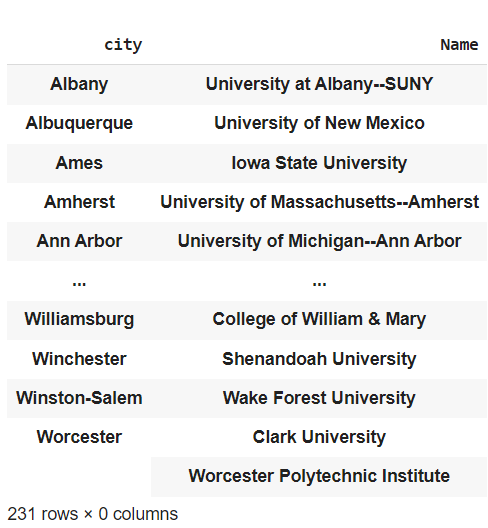 city Name
Albany University at Albany--SUNY
Albuquerque University of New Mexico
Ames Iowa State University
Amherst University of Massachusetts--Amherst
Ann Arbor University of Michigan--Ann Arbor
... ...
Williamsburg College of William & Mary
Winchester Shenandoah University
Winston-Salem Wake Forest University
Worcester Clark University
Worcester Polytechnic Institute
231 rows × 0 columns